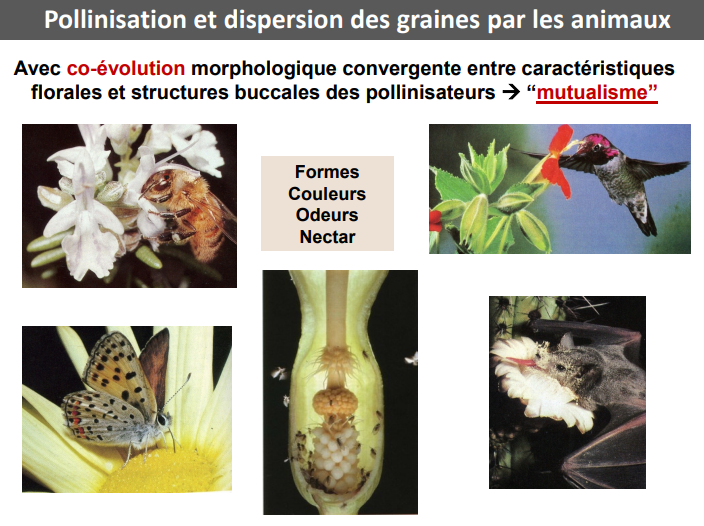 Pollinisation et dispersion des graines par les animaux
Avec co-évolution morphologique convergente entre caractéristiques
florales et structures buccales des pollinisateurs → “mutualisme”
Formes
Couleurs
Odeurs
Nectar